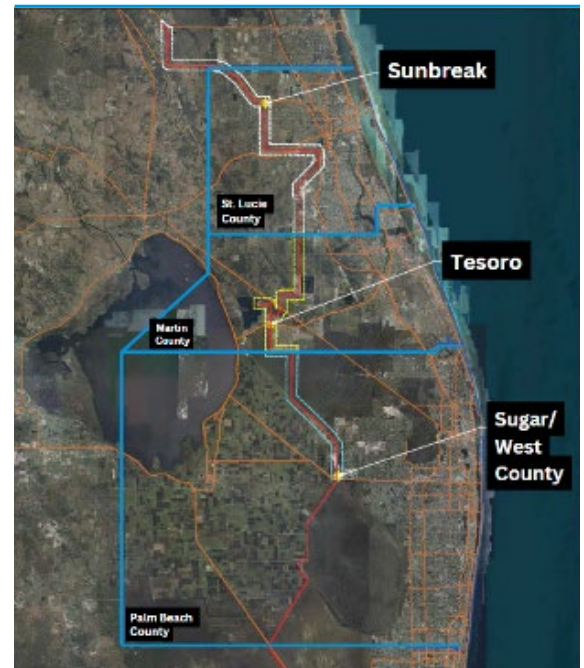 Sunbreak
St. Lucie
County
Tesoro
Martin
County
Sugar/
West
County
Palm Beach
County